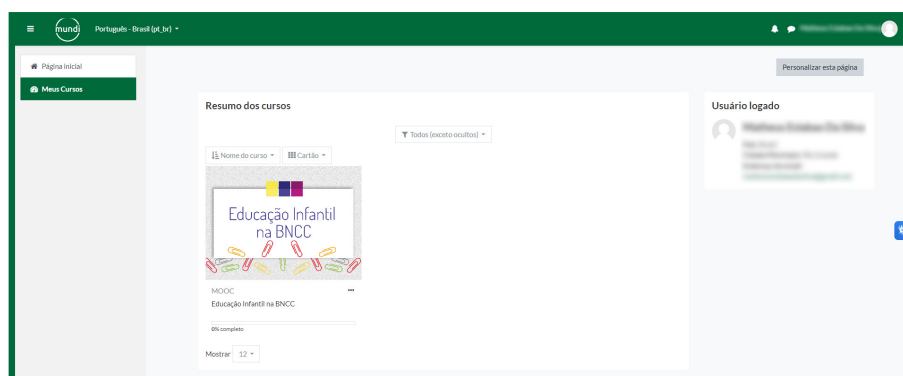 mundi
Português - Brasil (pt_br)
Página inicial
Meus Cursos
Personalizar esta página
Resumo dos cursos
Todos (exceto ocultos)
Nome do curso
Cartão
Educação Infantil
na BNCC
MOOC
Educação Infantil na BNCC
0% completo
Mostrar 12
Usuário logado